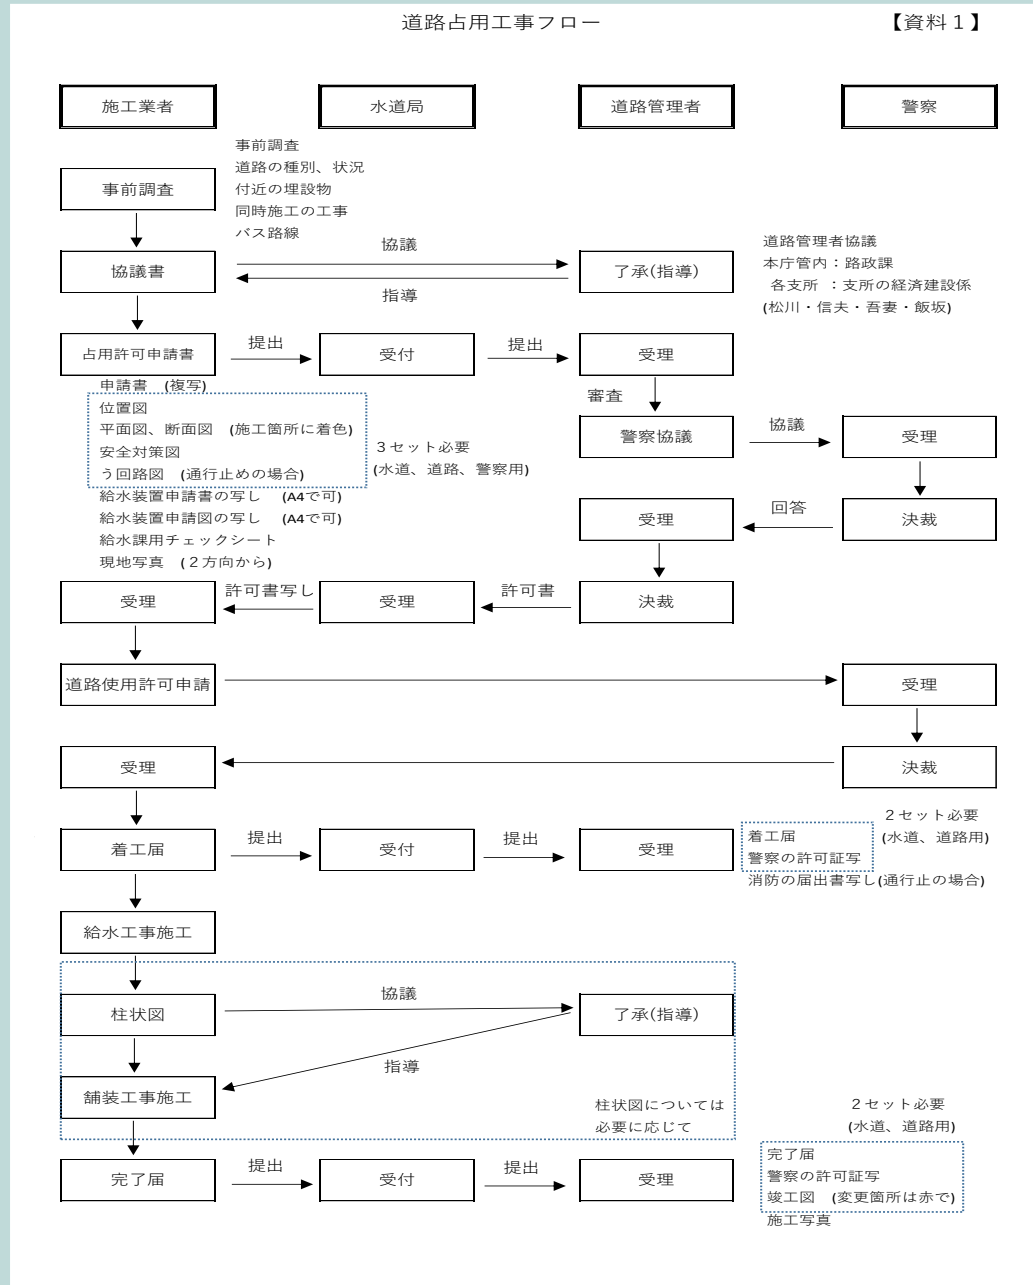 道路占用工事フロー
【資料１】
施工業者
水道局
道路管理者
警察
事前調査
道路の種別、状況
付近の埋設物
同時施工の工事
バス路線
事前調査
協議書
協議
指導
了承(指導)
道路管理者協議
本庁管内：路政課
各支所 ：支所の経済建設係
(松川・信夫・吾妻・飯坂)
占用許可申請書
提出
受付
提出
受理
申請書 (複写)
位置図
平面図、断面図 (施工箇所に着色)
安全対策図
う回路図 (通行止めの場合)
給水装置申請書の写し (A4で可)
給水装置申請図の写し (A4で可)
給水課用チェックシート
現地写真 (２方向から)
３セット必要
(水道、道路、警察用)
審査
警察協議
協議
受理
受理
回答
決裁
受理
許可書写し
受理
許可書
決裁
道路使用許可申請
受理
受理
決裁
着工届
提出
受付
提出
受理
着工届
警察の許可証写
消防の届出書写し(通行止の場合)
２セット必要
(水道、道路用)
給水工事施工
柱状図
協議
了承(指導)
指導
舗装工事施工
柱状図については
必要に応じて
完了届
提出
受付
提出
受理
２セット必要
(水道、道路用)
完了届
警察の許可証写
竣工図 (変更箇所は赤で)
施工写真